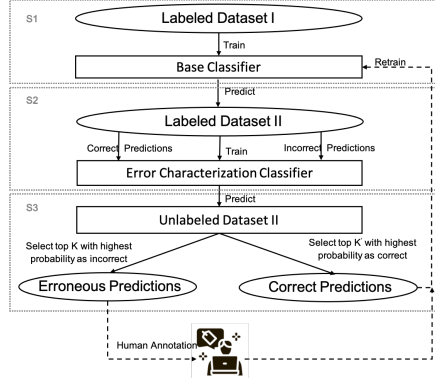 S1
Labeled Dataset I
Train
Base Classifier
Retrain
Predict
S2
Labeled Dataset II
Correct Predictions
Train
Incorrect Predictions
Error Characterization Classifier
Predict
S3
Unlabeled Dataset II
Select top K with highest
probability as incorrect
Select top K' with highest
probability as correct
Erroneous Predictions
Correct Predictions
Human Annotation